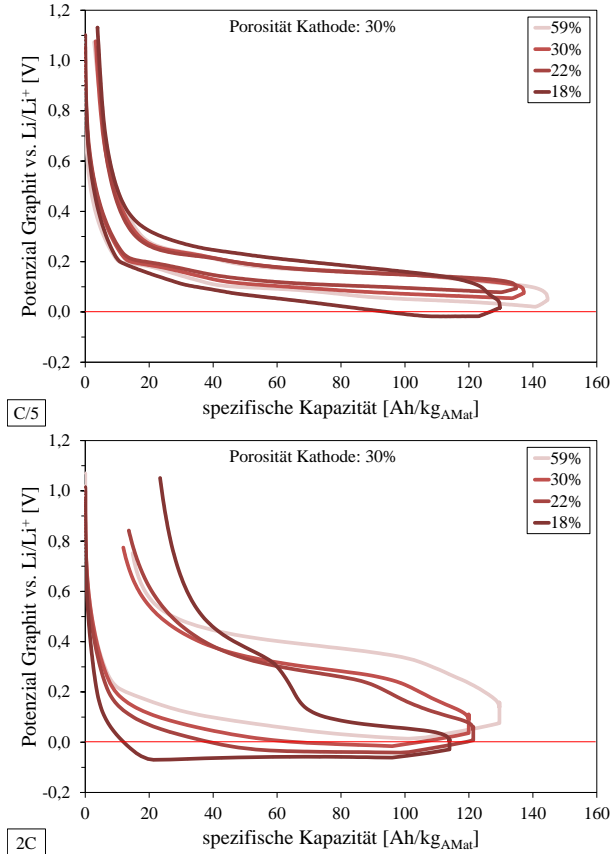 1,2
Porosität Kathode: 30%
59%
30%
22%
18%
1,0
0,8
0,6
0,4
0,2
0,0
-0,2
Potenzial Graphit vs. Li/Li⁺ [V]
0 20 40 60 80 100 120 140 160
spezifische Kapazität [Ah/kg_AMat]
C/5
1,2
Porosität Kathode: 30%
59%
30%
22%
18%
1,0
0,8
0,6
0,4
0,2
0,0
-0,2
Potenzial Graphit vs. Li/Li⁺ [V]
0 20 40 60 80 100 120 140 160
spezifische Kapazität [Ah/kg_AMat]
2C